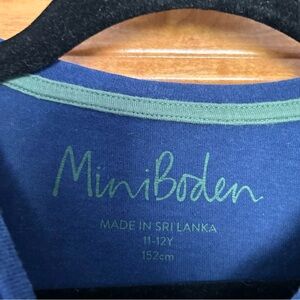 MiniBoden
MADE IN SRI LANKA
11-12Y
152cm